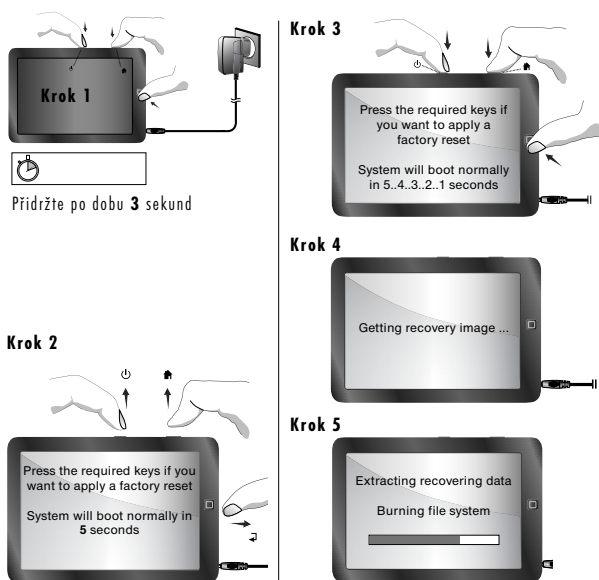 Krok 1
Přidržte po dobu 3 sekund
Krok 2
Press the required keys if you
want to apply a factory reset
System will boot normally in
5 seconds
Krok 3
Press the required keys if
you want to apply a
factory reset
System will boot normally
in 5..4..3..2..1 seconds
Krok 4
Getting recovery image ...
Krok 5
Extracting recovering data
Burning file system